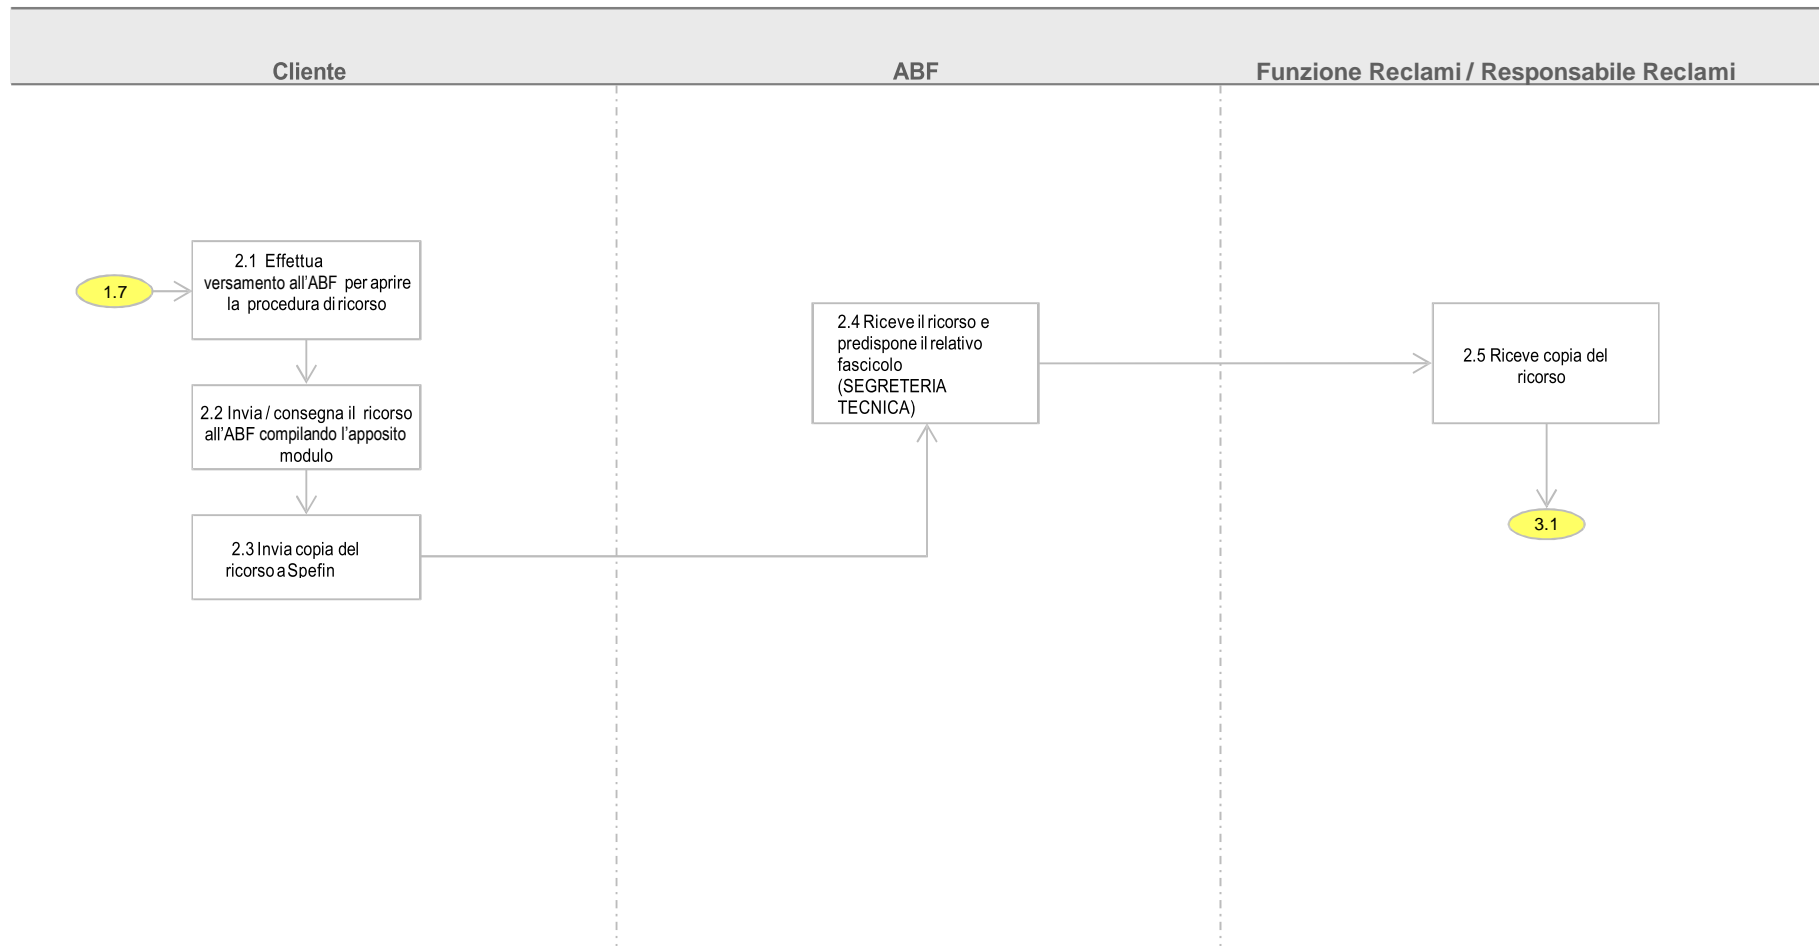 Cliente
ABF
Funzione Reclami / Responsabile Reclami
1.7
2.1 Effettua
versamento all'ABF per aprire
la procedura di ricorso
2.2 Invia / consegna il ricorso
all'ABF compilando l'apposito
modulo
2.3 Invia copia del
ricorso a Spefin
2.4 Riceve il ricorso e
predispone il relativo
fascicolo
(SEGRETERIA
TECNICA)
2.5 Riceve copia del
ricorso
3.1